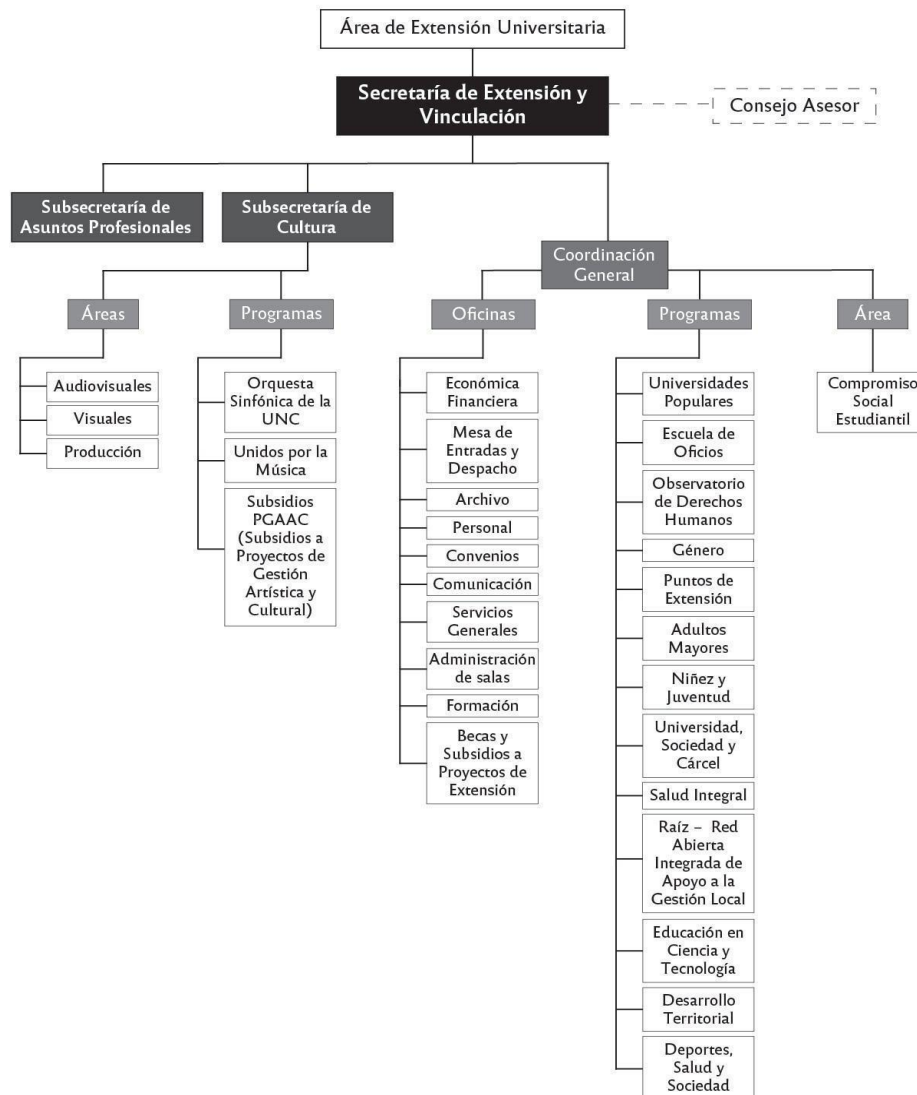 Área de Extensión Universitaria
Secretaría de Extensión y
Vinculación
Consejo Asesor
Subsecretaría de
Asuntos Profesionales
Subsecretaría de
Cultura
Coordinación
General
Áreas
Programas
Oficinas
Programas
Área
Audiovisuales
Visuales
Producción
Orquesta
Sinfónica de la
UNC
Unidos por la
Música
Subsidios
PGAAC
(Subsidios a
Proyectos de
Gestión
Artística y
Cultural)
Económica
Financiera
Mesa de
Entradas y
Despacho
Archivo
Personal
Convenios
Comunicación
Servicios
Generales
Administración
de salas
Formación
Becas y
Subsidios a
Proyectos de
Extensión
Universidades
Populares
Escuela de
Oficios
Observatorio
de Derechos
Humanos
Género
Puntos de
Extensión
Adultos
Mayores
Niñez y
Juventud
Universidad,
Sociedad y
Cárcel
Salud Integral
Raíz – Red
Abierta
Integrada de
Apoyo a la
Gestión Local
Educación en
Ciencia y
Tecnología
Desarrollo
Territorial
Deportes,
Salud y
Sociedad
Compromiso
Social
Estudiantil